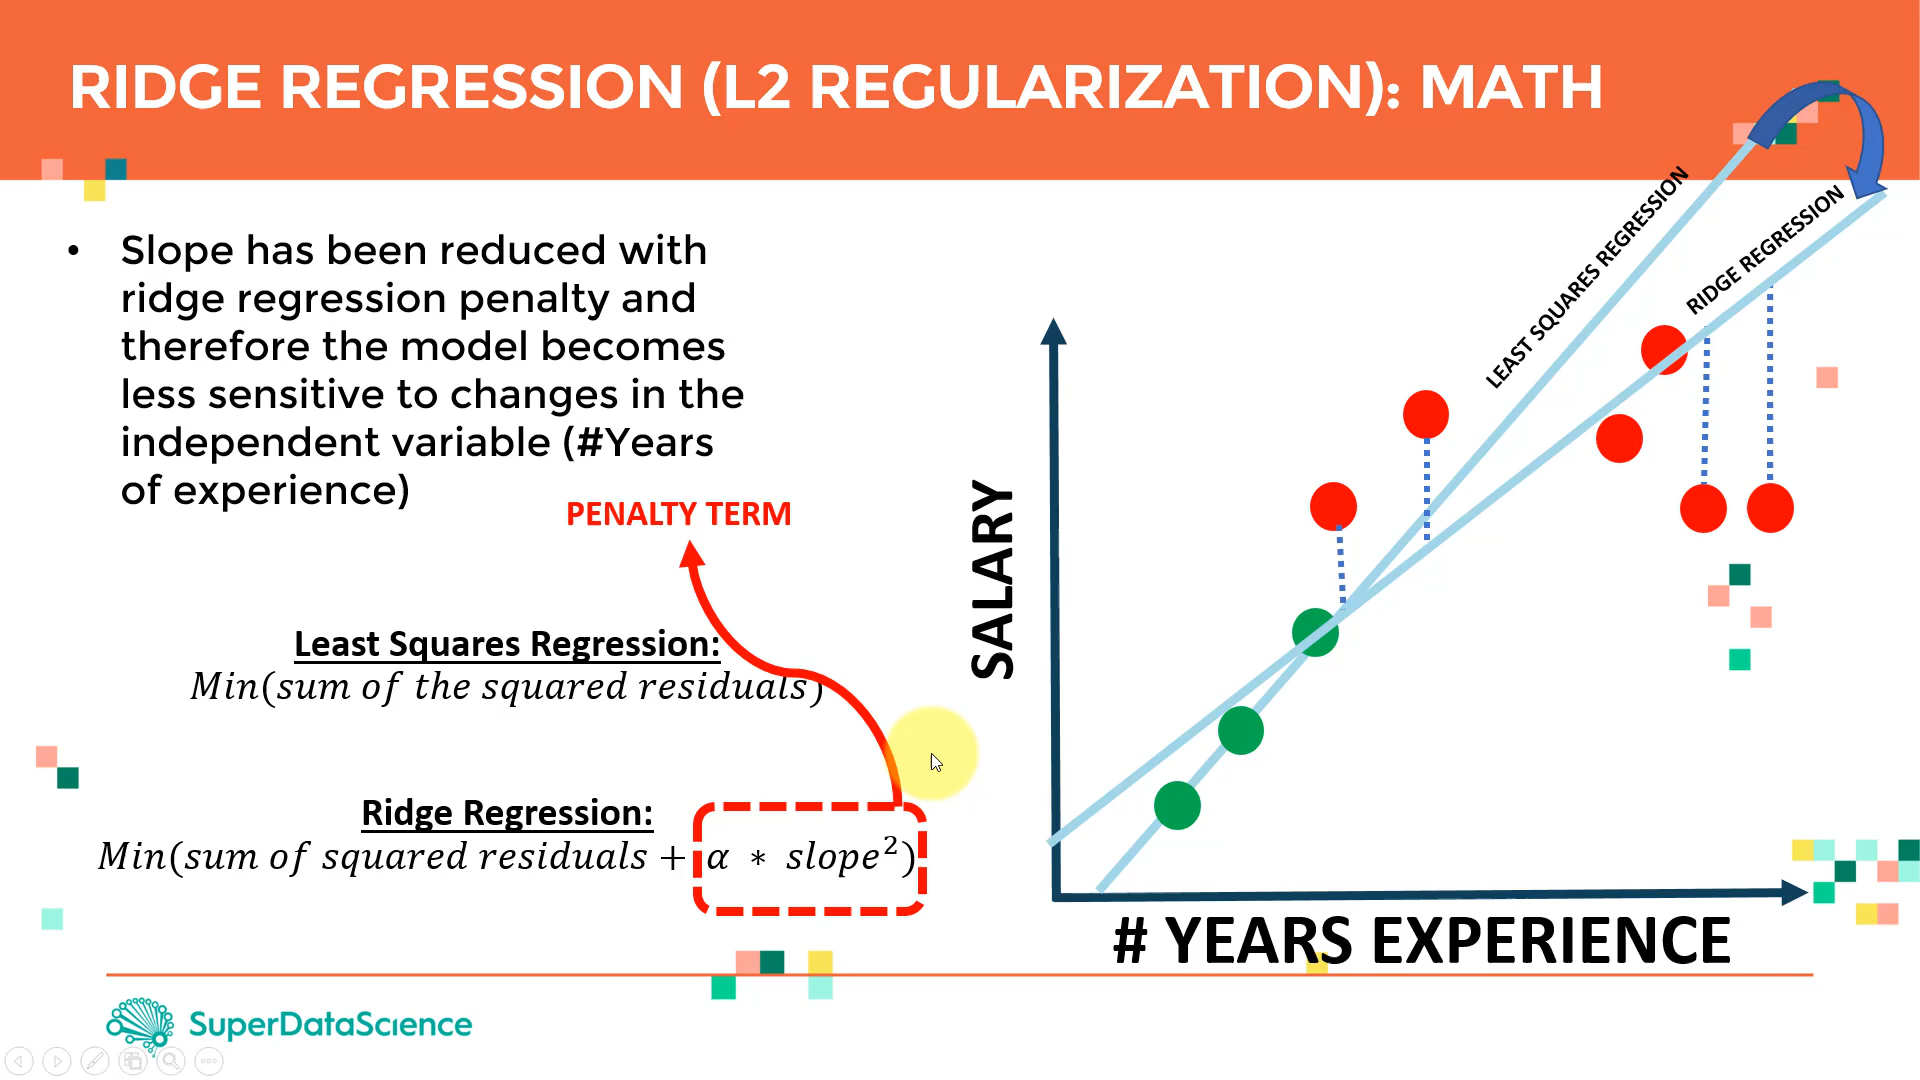 RIDGE REGRESSION (L2 REGULARIZATION): MATH
• Slope has been reduced with
ridge regression penalty and
therefore the model becomes
less sensitive to changes in the
independent variable (#Years
of experience)
PENALTY TERM
Least Squares Regression:
Min(sum of the squared residuals)
Ridge Regression:
Min(sum of squared residuals + α * slope²)
LEAST SQUARES REGRESSION
RIDGE REGRESSION
SALARY
# YEARS EXPERIENCE
SuperDataScience